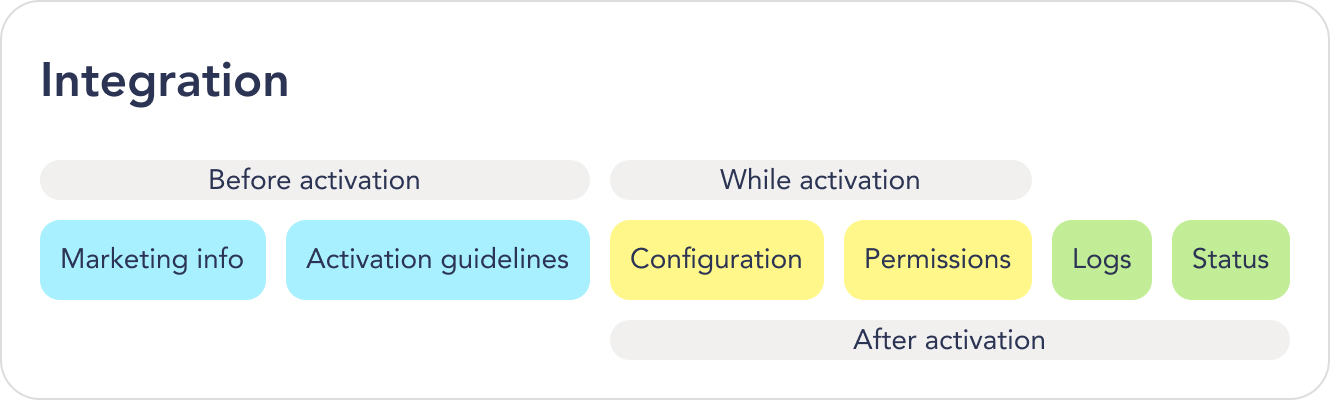 Integration
Before activation
While activation
Marketing info
Activation guidelines
Configuration
Permissions
Logs
Status
After activation